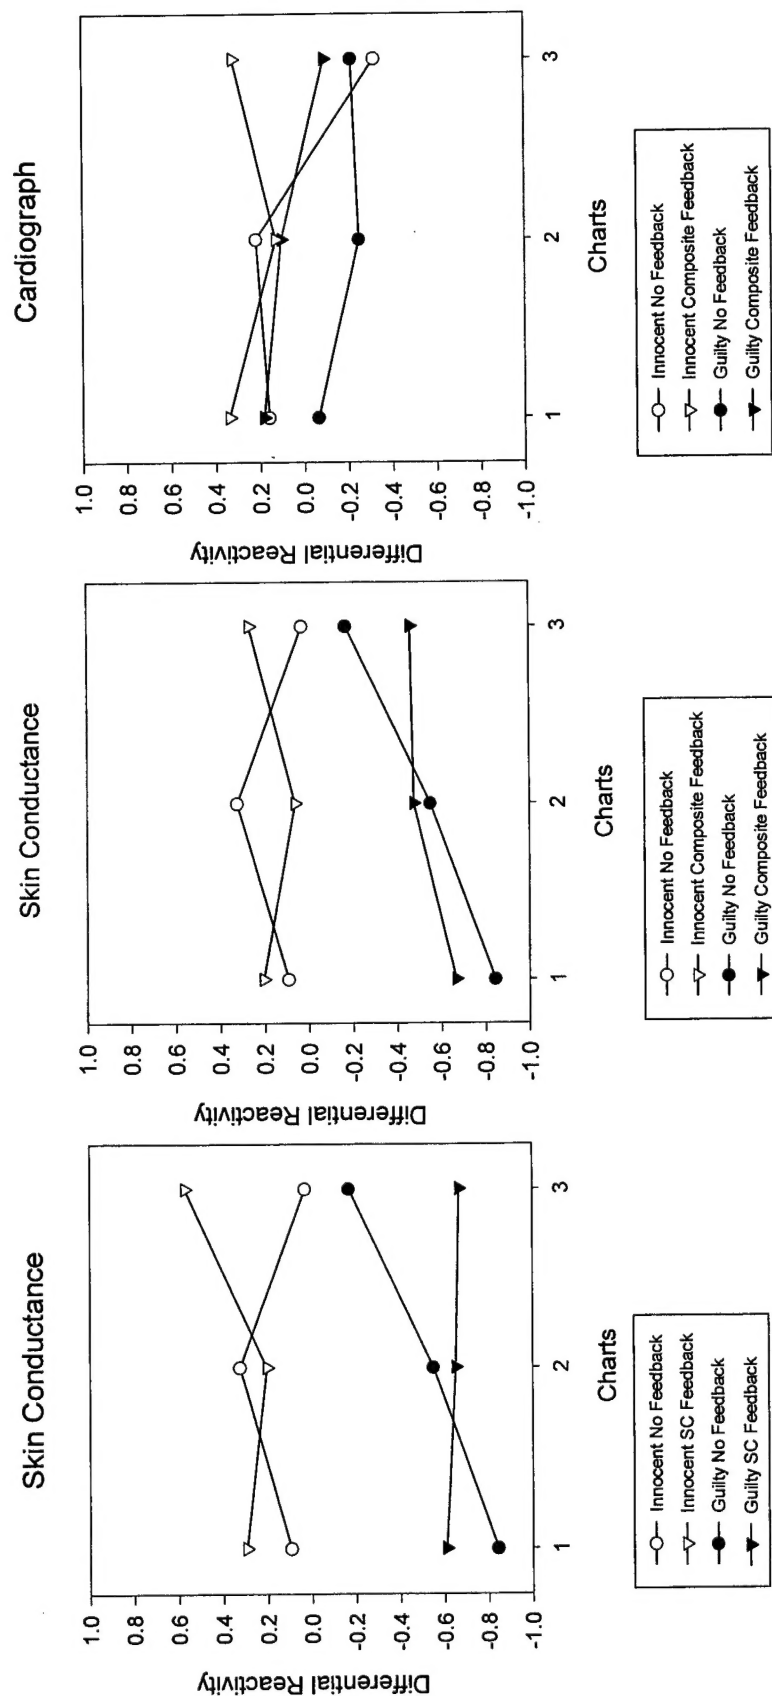 Skin Conductance
Differential Reactivity
1.0
0.8
0.6
0.4
0.2
0.0
-0.2
-0.4
-0.6
-0.8
-1.0
1
2
3
Charts
Innocent No Feedback
Innocent SC Feedback
Guilty No Feedback
Guilty SC Feedback
Skin Conductance
Differential Reactivity
1.0
0.8
0.6
0.4
0.2
0.0
-0.2
-0.4
-0.6
-0.8
-1.0
1
2
3
Charts
Innocent No Feedback
Innocent Composite Feedback
Guilty No Feedback
Guilty Composite Feedback
Cardiograph
Differential Reactivity
1.0
0.8
0.6
0.4
0.2
0.0
-0.2
-0.4
-0.6
-0.8
-1.0
1
2
3
Charts
Innocent No Feedback
Innocent Composite Feedback
Guilty No Feedback
Guilty Composite Feedback